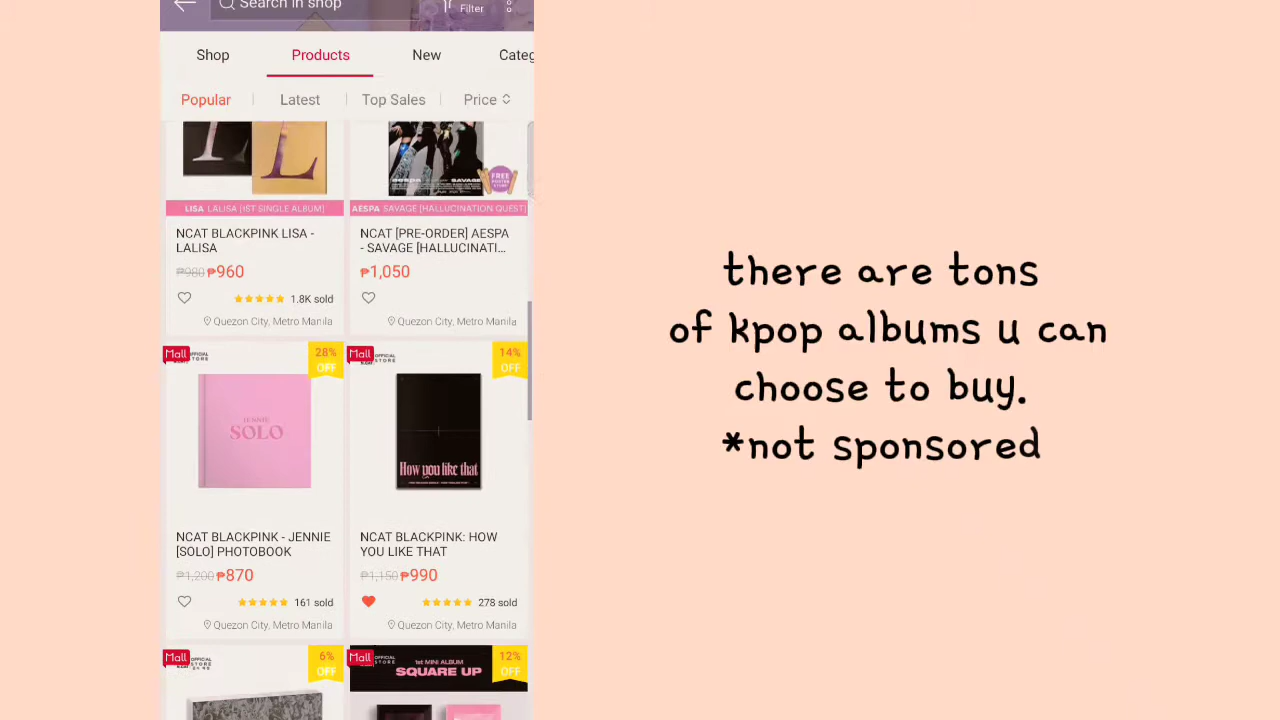 Search in shop
Filter
Shop
Products
New
Categ
Popular
Latest
Top Sales
Price
FREE
LISA LALISA [1ST SINGLE ALBUM]
AESPA SAVAGE [HALLUCINATION QUEST]
NCAT BLACKPINK LISA -
LALISA
₱980 ₱960
1.8K sold
Quezon City, Metro Manila
NCAT [PRE-ORDER] AESPA
- SAVAGE [HALLUCINATI...
₱1,050
Quezon City, Metro Manila
Mall
28%
OFF
JENNIE
SOLO
NCAT BLACKPINK - JENNIE
[SOLO] PHOTOBOOK
₱1,200 ₱870
161 sold
Quezon City, Metro Manila
Mall
14%
OFF
How you like that
NCAT BLACKPINK: HOW
YOU LIKE THAT
₱1,150 ₱990
278 sold
Quezon City, Metro Manila
Mall
6%
OFF
Mall
1st MINI ALBUM
SQUARE UP
12%
OFF
there are tons
of kpop albums u can
choose to buy.
*not sponsored